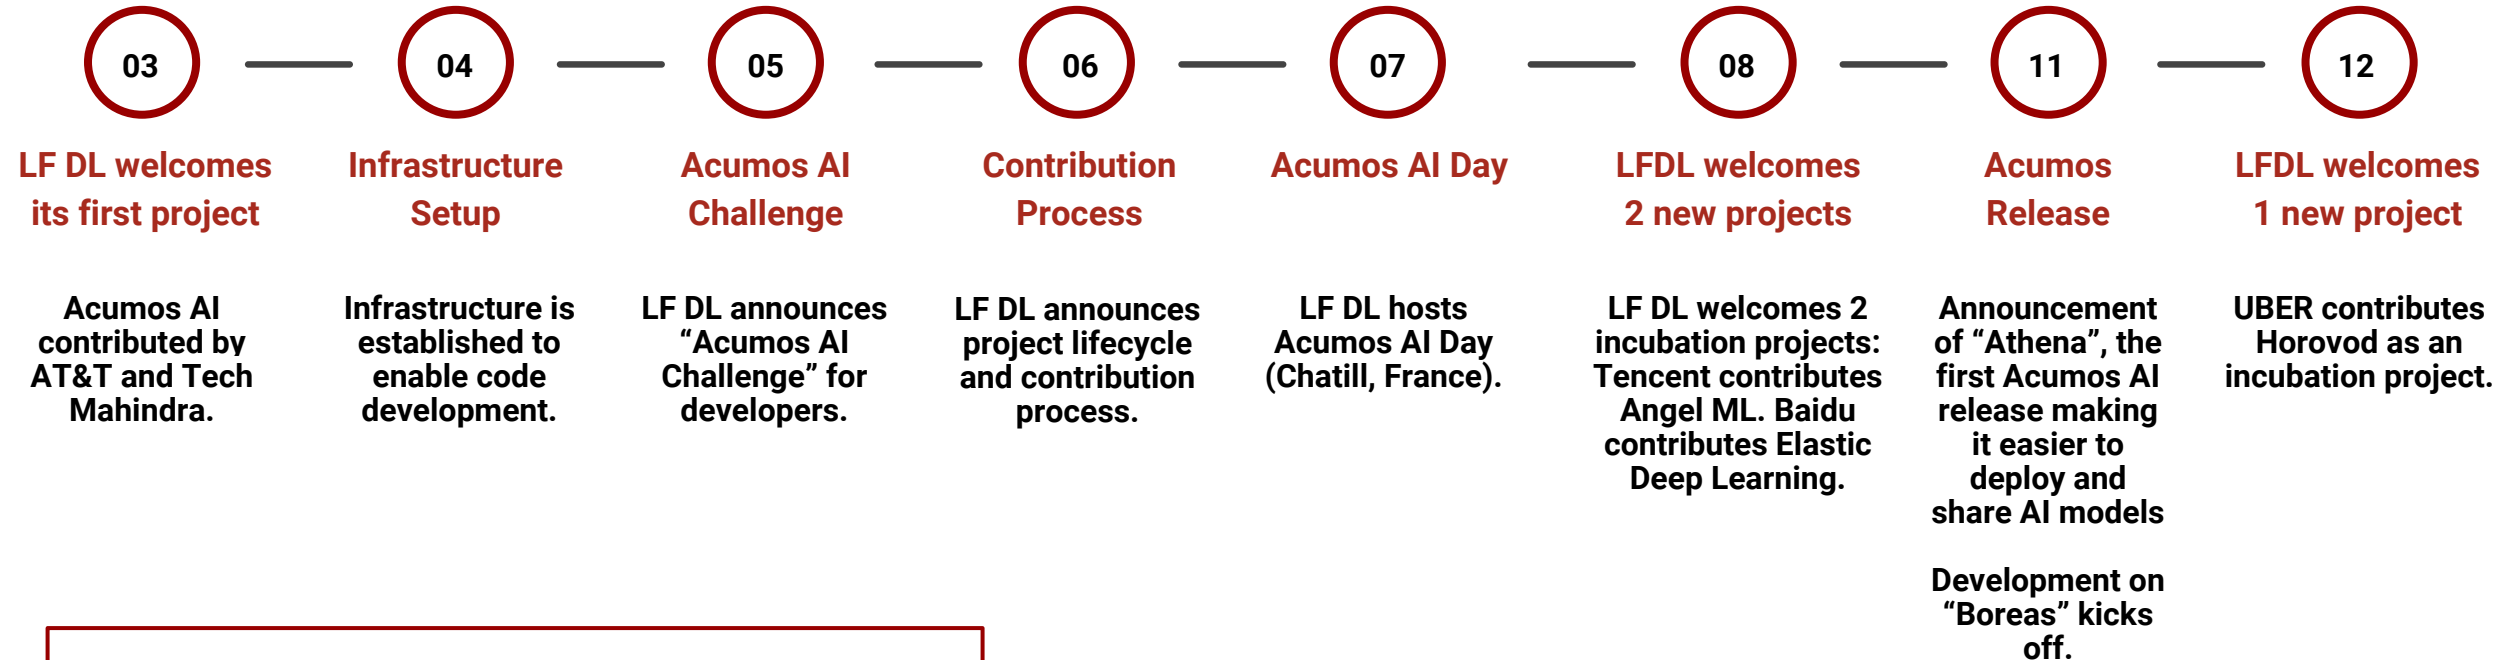 03
LF DL welcomes
its first project
Acumos AI
contributed by
AT&T and Tech
Mahindra.
04
Infrastructure
Setup
Infrastructure is
established to
enable code
development.
05
Acumos AI
Challenge
LF DL announces
“Acumos AI
Challenge” for
developers.
06
Contribution
Process
LF DL announces
project lifecycle
and contribution
process.
07
Acumos AI Day
LF DL hosts
Acumos AI Day
(Chatill, France).
08
LFDL welcomes
2 new projects
LF DL welcomes 2
incubation projects:
Tencent contributes
Angel ML. Baidu
contributes Elastic
Deep Learning.
11
Acumos
Release
Announcement
of “Athena”, the
first Acumos AI
release making
it easier to
deploy and
share AI models
Development on
“Boreas” kicks
off.
12
LFDL welcomes
1 new project
UBER contributes
Horovod as an
incubation project.